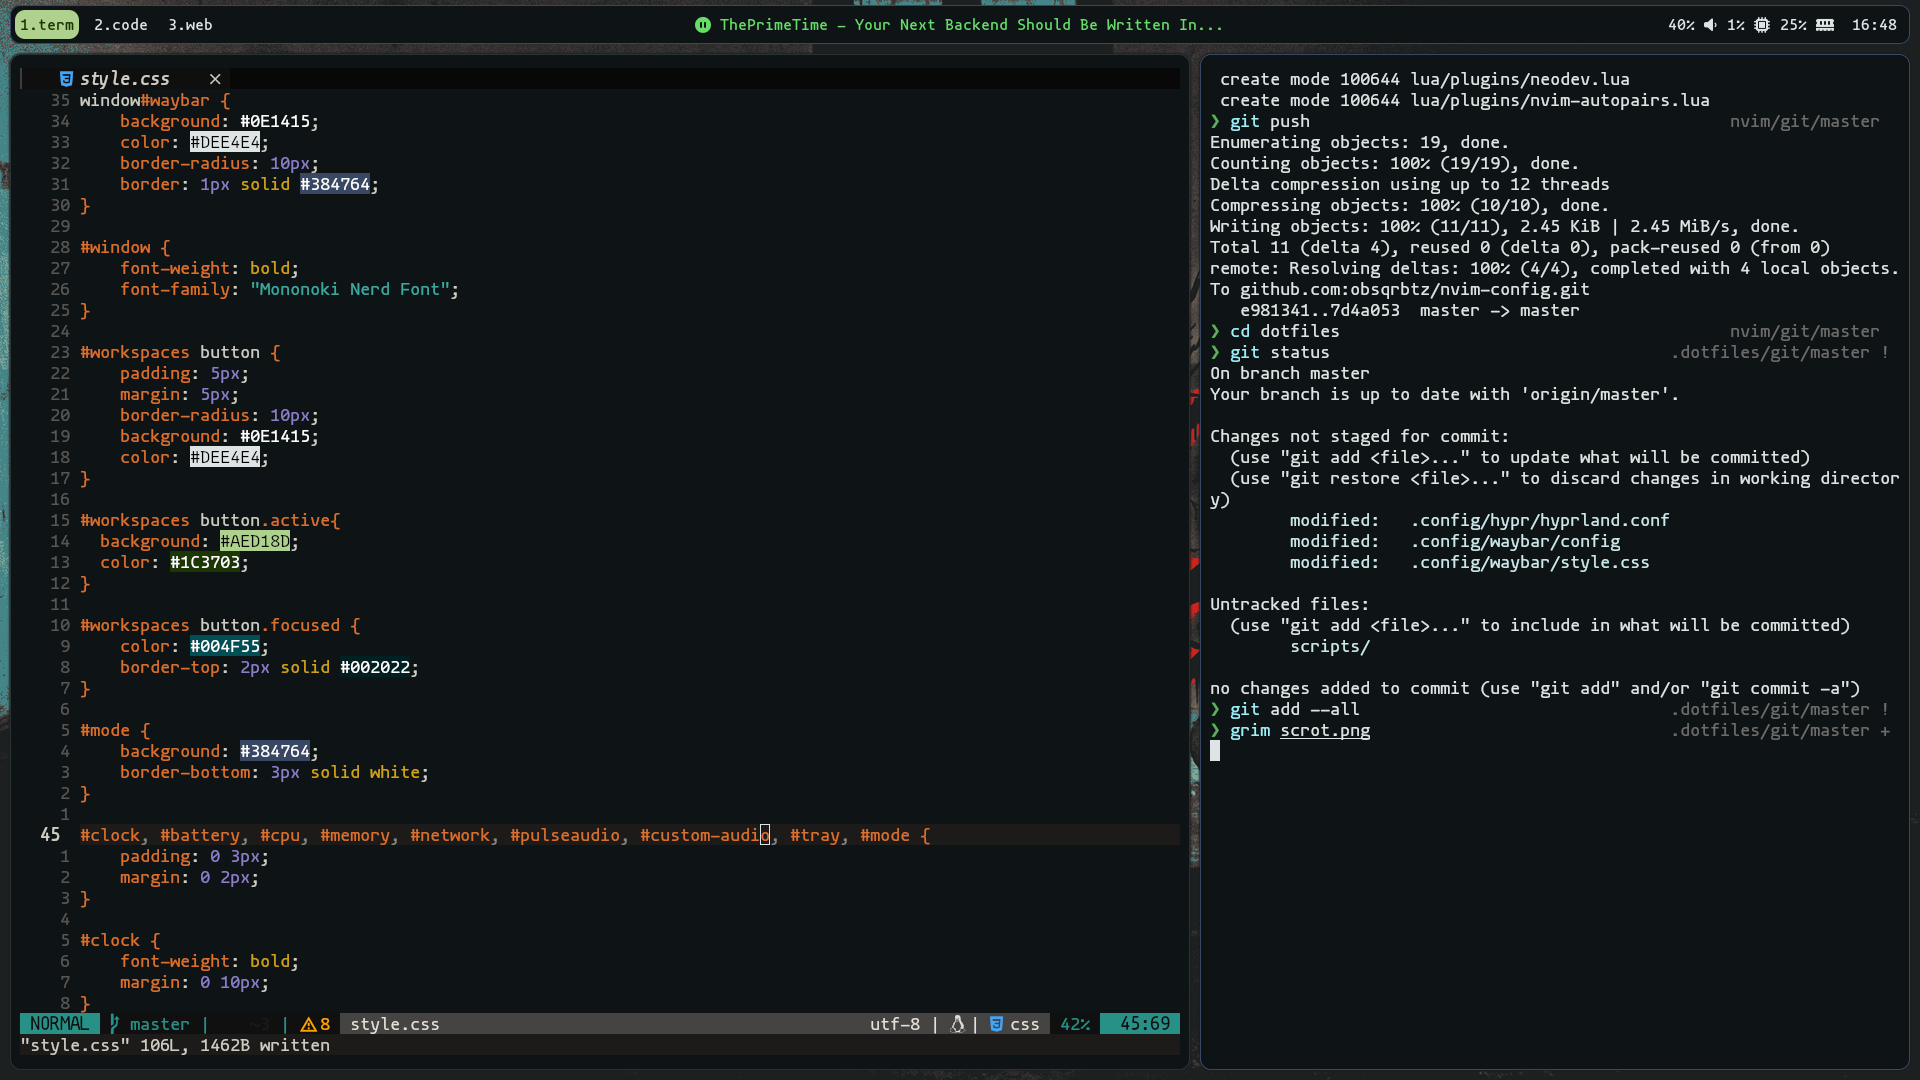 1.term 2.code 3.web
ThePrimeTime – Your Next Backend Should Be Written In...
40% 1% 25% 16:48
style.css ×
35 window#waybar {
34 background: #0E1415;
33 color: #DEE4E4;
32 border-radius: 10px;
31 border: 1px solid #384764;
30 }
29
28 #window {
27 font-weight: bold;
26 font-family: "Mononoki Nerd Font";
25 }
24
23 #workspaces button {
22 padding: 5px;
21 margin: 5px;
20 border-radius: 10px;
19 background: #0E1415;
18 color: #DEE4E4;
17 }
16
15 #workspaces button.active{
14 background: #AED18D;
13 color: #1C3703;
12 }
11
10 #workspaces button.focused {
9 color: #004F55;
8 border-top: 2px solid #002022;
7 }
6
5 #mode {
4 background: #384764;
3 border-bottom: 3px solid white;
2 }
1
45 #clock, #battery, #cpu, #memory, #network, #pulseaudio, #custom-audio, #tray, #mode {
1 padding: 0 3px;
2 margin: 0 2px;
3 }
4
5 #clock {
6 font-weight: bold;
7 margin: 0 10px;
8 }
NORMAL master | ~3 | 8 style.css utf-8 | | css 42% 45:69
"style.css" 106L, 1462B written
create mode 100644 lua/plugins/neodev.lua
create mode 100644 lua/plugins/nvim-autopairs.lua
❯ git push nvim/git/master
Enumerating objects: 19, done.
Counting objects: 100% (19/19), done.
Delta compression using up to 12 threads
Compressing objects: 100% (10/10), done.
Writing objects: 100% (11/11), 2.45 KiB | 2.45 MiB/s, done.
Total 11 (delta 4), reused 0 (delta 0), pack-reused 0 (from 0)
remote: Resolving deltas: 100% (4/4), completed with 4 local objects.
To github.com:obsqrbtz/nvim-config.git
e981341..7d4a053 master -> master
❯ cd dotfiles nvim/git/master
❯ git status .dotfiles/git/master !
On branch master
Your branch is up to date with 'origin/master'.

Changes not staged for commit:
(use "git add <file>..." to update what will be committed)
(use "git restore <file>..." to discard changes in working director
y)
modified: .config/hypr/hyprland.conf
modified: .config/waybar/config
modified: .config/waybar/style.css

Untracked files:
(use "git add <file>..." to include in what will be committed)
scripts/

no changes added to commit (use "git add" and/or "git commit -a")
❯ git add --all .dotfiles/git/master !
❯ grim scrot.png .dotfiles/git/master +